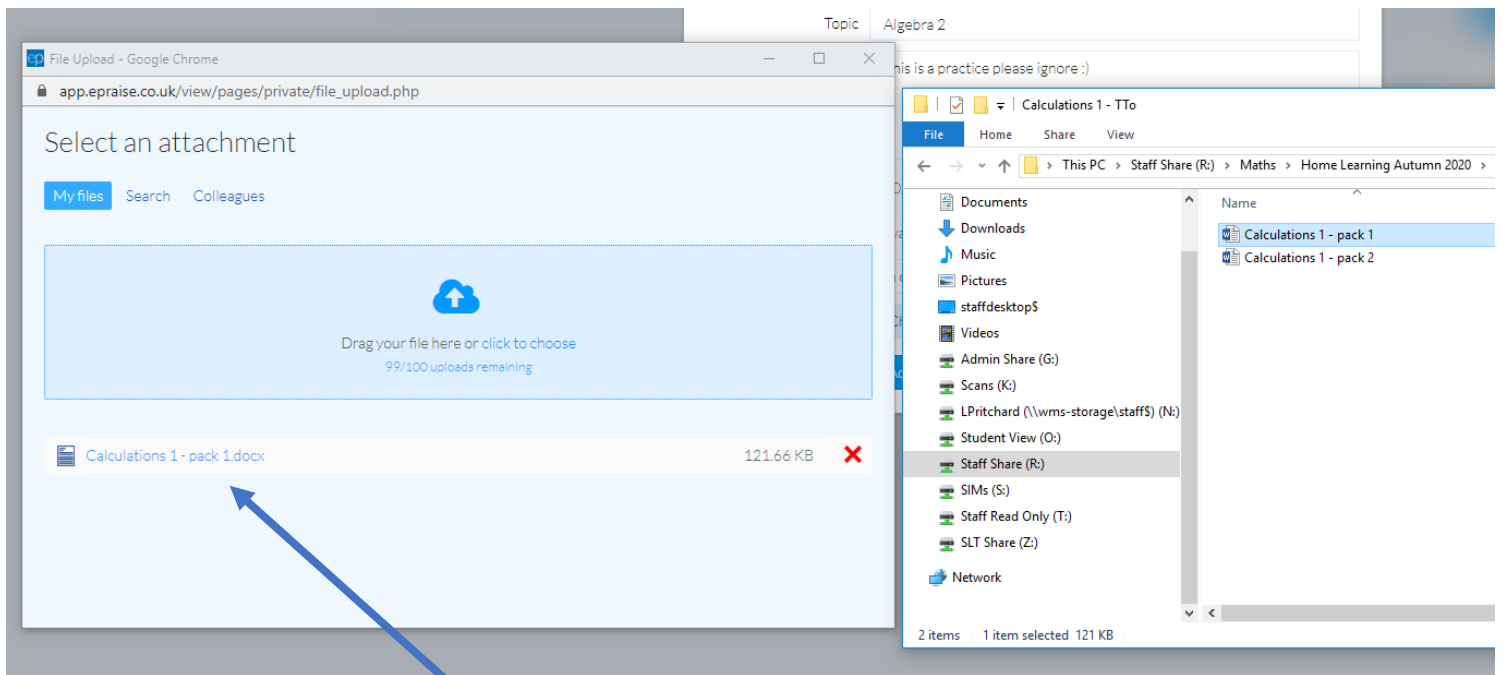 Topic Algebra 2
ep File Upload - Google Chrome
his is a practice please ignore :)
app.epraise.co.uk/view/pages/private/file_upload.php
Select an attachment
My files Search Colleagues
Drag your file here or click to choose
99/100 uploads remaining
Calculations 1 - pack 1.docx 121.66 KB
Calculations 1 - TTo
File Home Share View
This PC > Staff Share (R:) > Maths > Home Learning Autumn 2020 >
Name
Documents
Downloads
Music
Pictures
staffdesktop$
Videos
Admin Share (G:)
Scans (K:)
LPritchard (\\wms-storage\staff$) (N:)
Student View (O:)
Staff Share (R:)
SIMs (S:)
Staff Read Only (T:)
SLT Share (Z:)
Network
Calculations 1 - pack 1
Calculations 1 - pack 2
2 items 1 item selected 121 KB